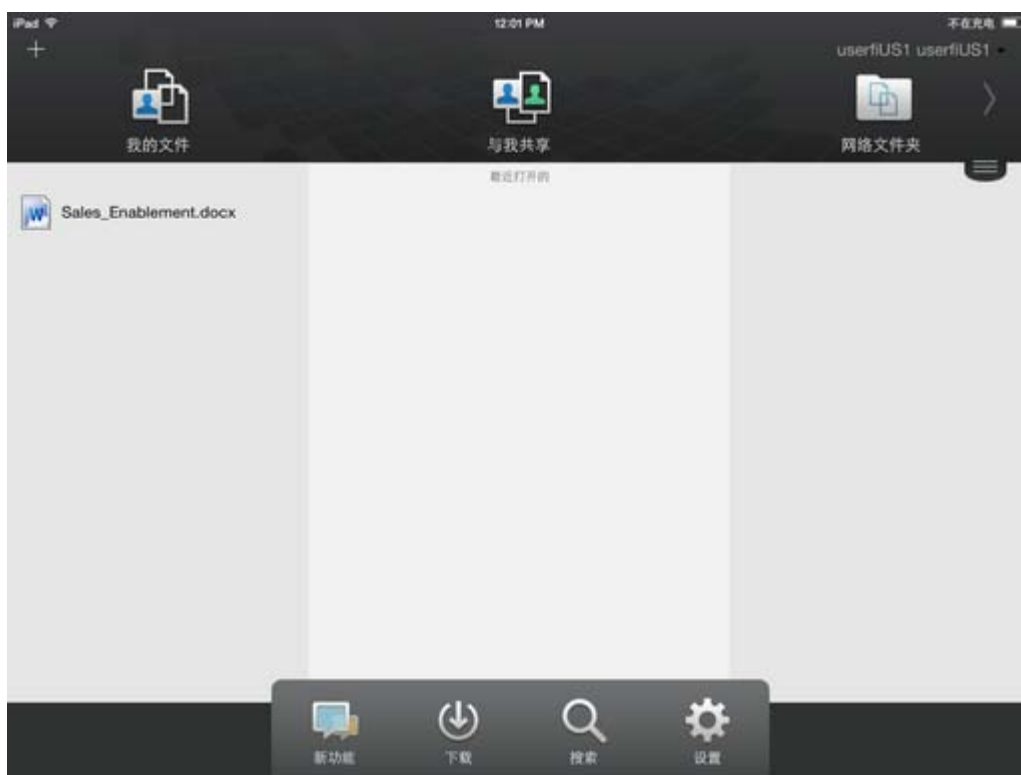 iPad 12:01 PM 不在充电
+ userfiUS1 userfiUS1
我的文件 与我共享 网络文件夹
最近打开的
W Sales_Enablement.docx
新功能 下载 搜索 设置